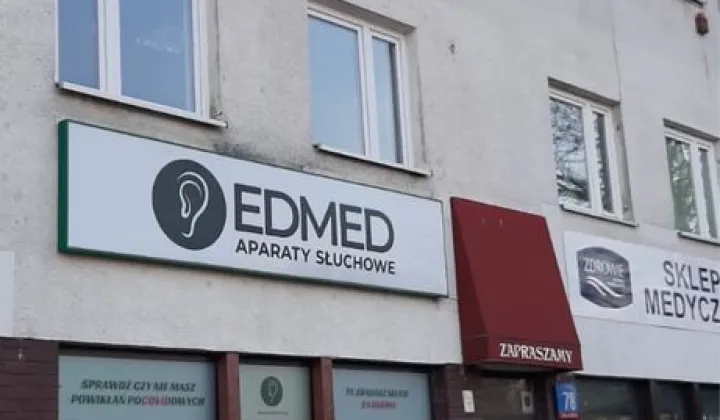 EDMED
APARATY SŁUCHOWE
ZDROWIE
SKLEP
MEDYCZ
ZAPRASZAMY
78
SPRAWDŹ CZY NIE MASZ
POWIKŁAŃ POCOVIDOWYCH